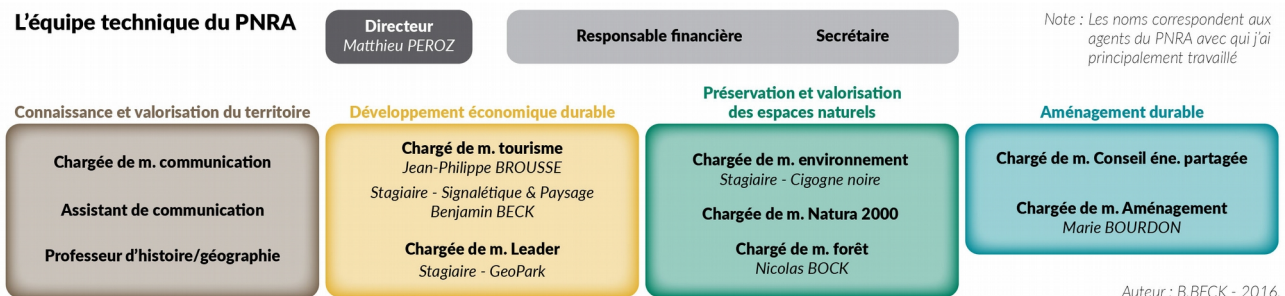 L’équipe technique du PNRA
Directeur
Matthieu PEROZ
Responsable financière
Secrétaire
Note : Les noms correspondent aux
agents du PNRA avec qui j’ai
principalement travaillé
Connaissance et valorisation du territoire
Chargée de m. communication
Assistant de communication
Professeur d’histoire/géographie
Développement économique durable
Chargé de m. tourisme
Jean-Philippe BROUSSE
Stagiaire - Signalétique & Paysage
Benjamin BECK
Chargée de m. Leader
Stagiaire - GeoPark
Préservation et valorisation
des espaces naturels
Chargée de m. environnement
Stagiaire - Cigogne noire
Chargée de m. Natura 2000
Chargé de m. forêt
Nicolas BOCK
Aménagement durable
Chargé de m. Conseil éne. partagée
Chargée de m. Aménagement
Marie BOURDON
Auteur : B.BECK - 2016